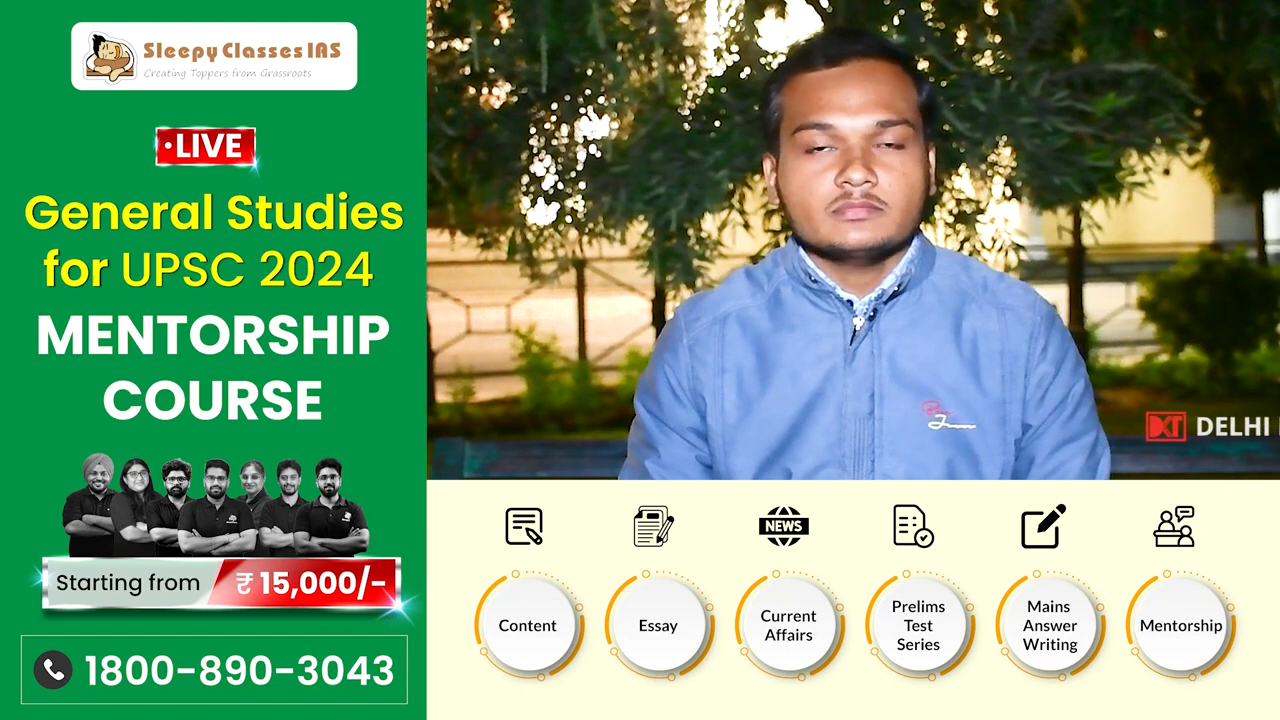 Sleepy Classes IAS
Creating Toppers from Grassroots
LIVE
General Studies
for UPSC 2024
MENTORSHIP
COURSE
Starting from
₹ 15,000/-
1800-890-3043
DELHI
NEWS
Content
Essay
Current
Affairs
Prelims
Test
Series
Mains
Answer
Writing
Mentorship